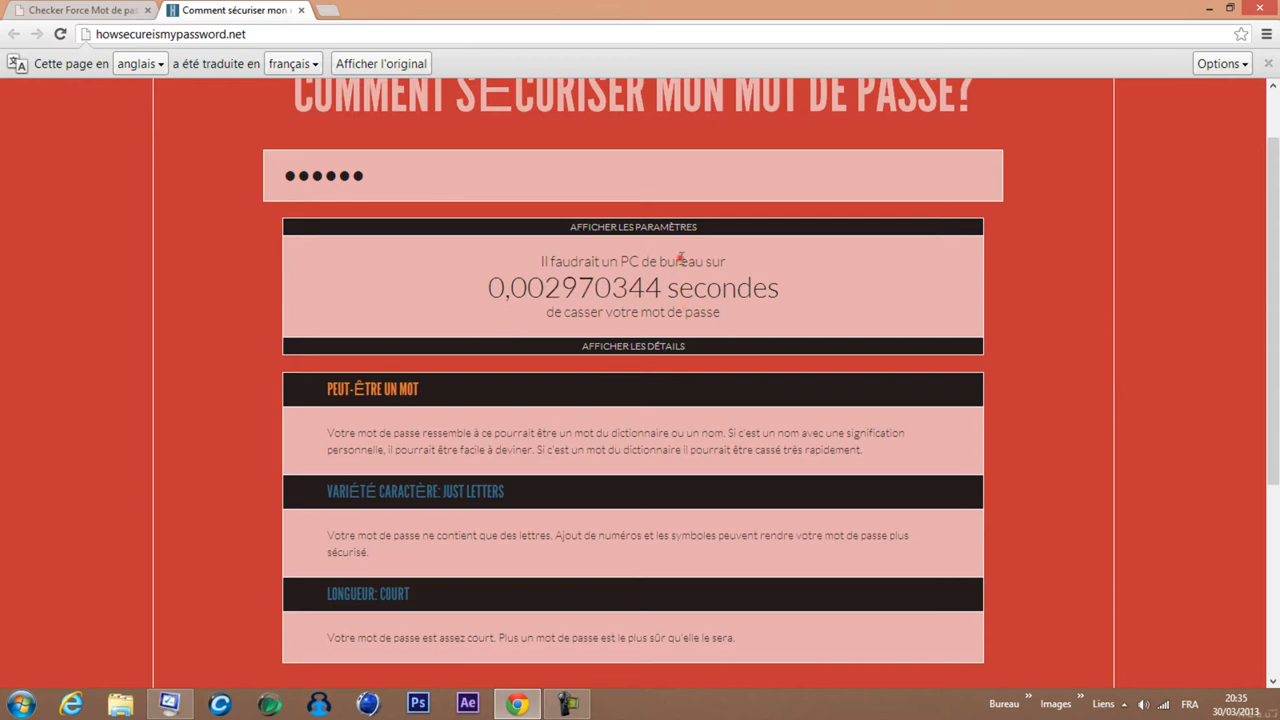 Checker Force Mot de pas
Comment sécuriser mon
howsecureismypassword.net
Cette page en anglais a été traduite en français Afficher l'original Options
COMMENT SÉCURISER MON MOT DE PASSE?
AFFICHER LES PARAMÈTRES
Il faudrait un PC de bureau sur
0,002970344 secondes
de casser votre mot de passe
AFFICHER LES DÉTAILS
PEUT-ÊTRE UN MOT
Votre mot de passe ressemble à ce pourrait être un mot du dictionnaire ou un nom. Si c'est un nom avec une signification
personnelle, il pourrait être facile à deviner. Si c'est un mot du dictionnaire il pourrait être cassé très rapidement.
VARIÉTÉ CARACTÈRE: JUST LETTERS
Votre mot de passe ne contient que des lettres. Ajout de numéros et les symboles peuvent rendre votre mot de passe plus
sécurisé.
LONGUEUR: COURT
Votre mot de passe est assez court. Plus un mot de passe est le plus sûr qu'elle le sera.
Ps Ae Bureau » Images » Liens FRA 20:35
30/03/2013